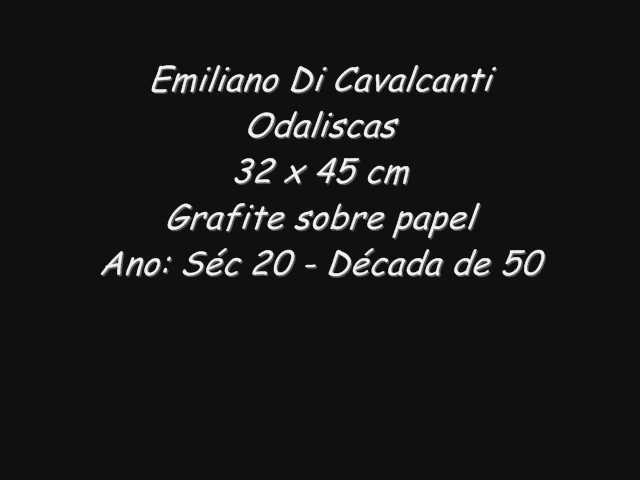 Emiliano Di Cavalcanti
Odaliscas
32 x 45 cm
Grafite sobre papel
Ano: Séc 20 - Década de 50